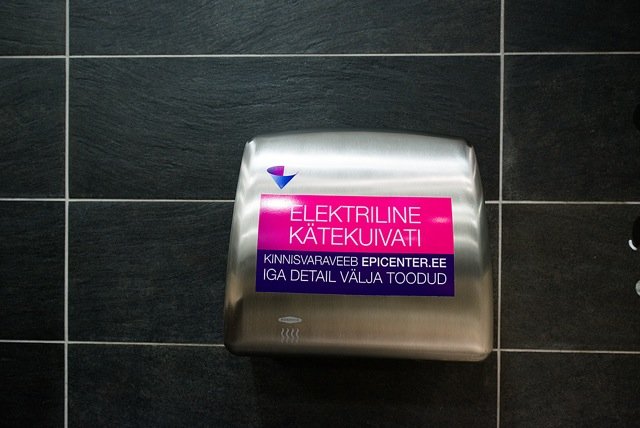 ELEKTRILINE
KÄTEKUIVATI
KINNISVARAVEEB EPICENTER.EE
IGA DETAIL VÄLJA TOODUD